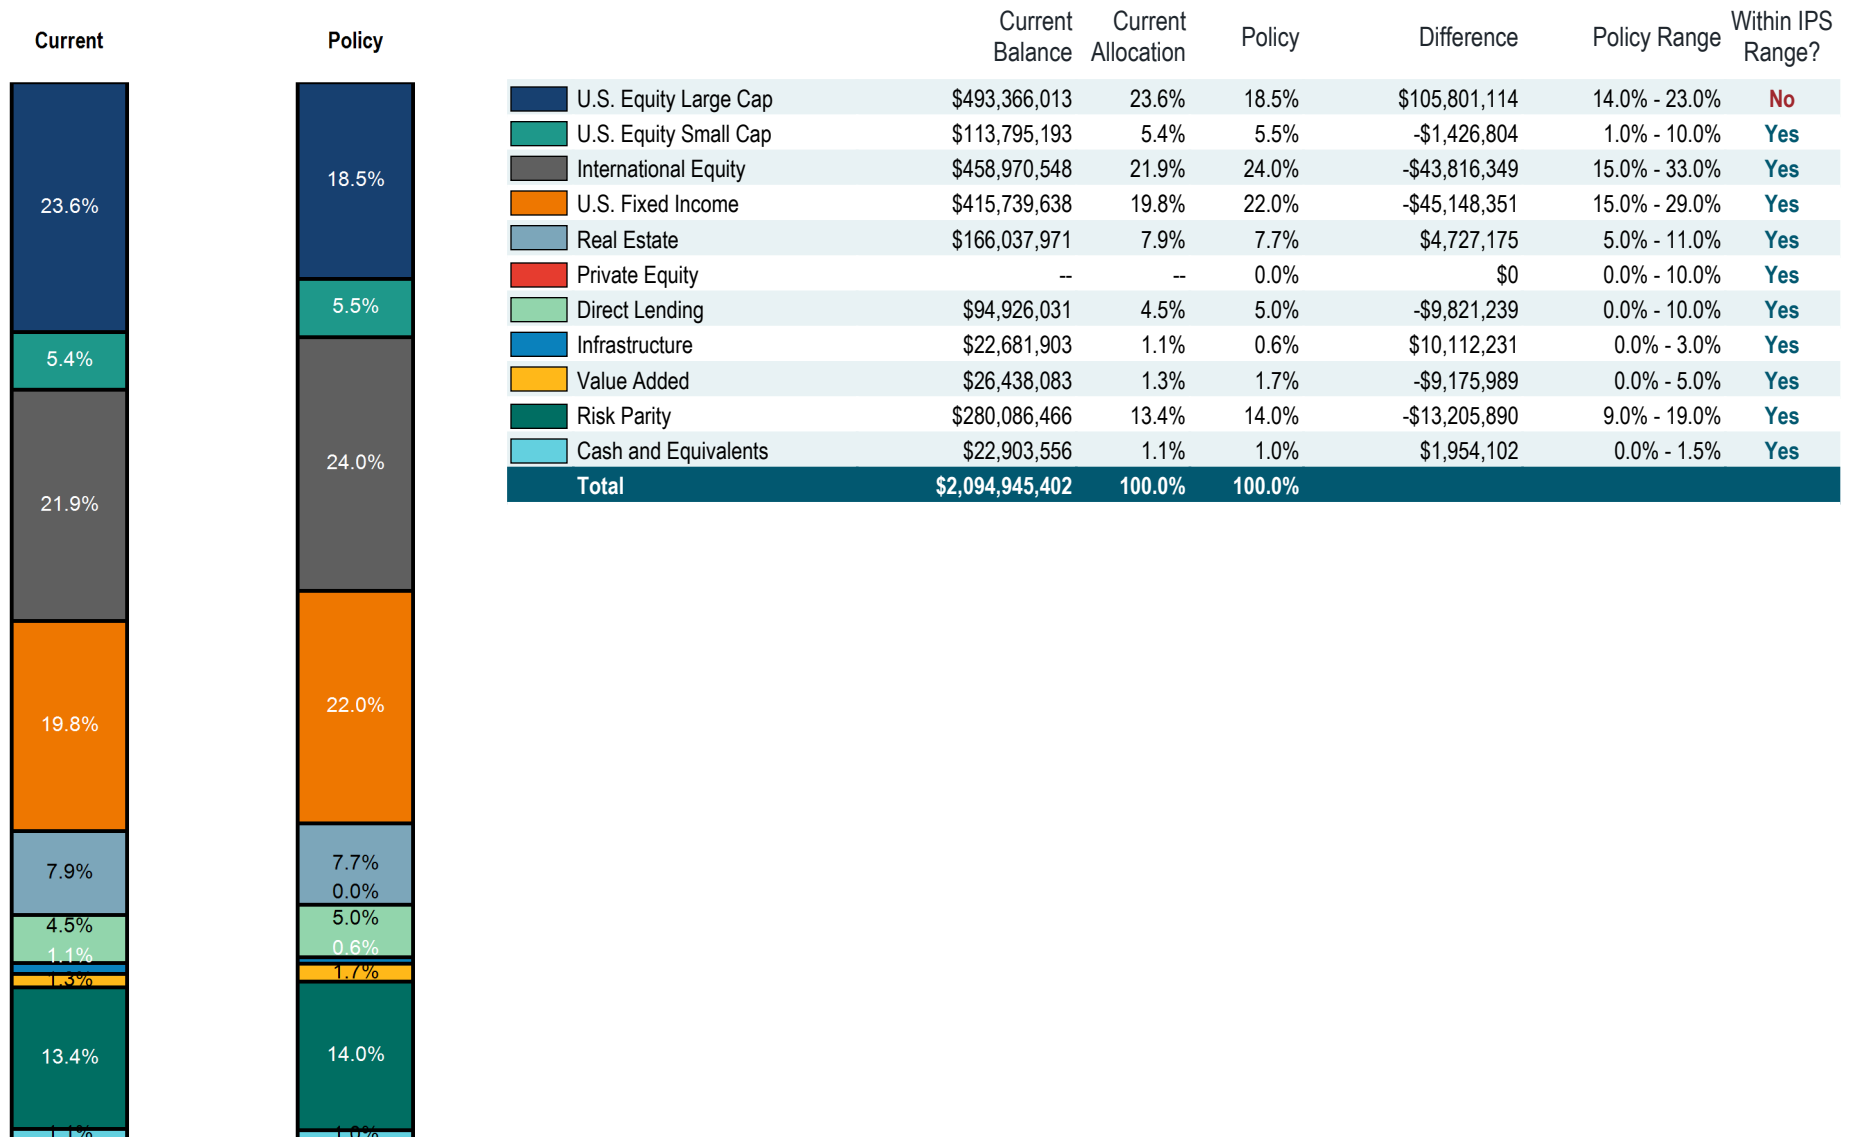 Current
23.6%
5.4%
21.9%
19.8%
7.9%
4.5%
1.1%
1.3%
13.4%
1.1%
Policy
18.5%
5.5%
24.0%
22.0%
7.7%
0.0%
5.0%
0.6%
1.7%
14.0%
1.0%
Current Balance Current Allocation Policy Difference Policy Range Within IPS Range?
U.S. Equity Large Cap $493,366,013 23.6% 18.5% $105,801,114 14.0% - 23.0% No
U.S. Equity Small Cap $113,795,193 5.4% 5.5% -$1,426,804 1.0% - 10.0% Yes
International Equity $458,970,548 21.9% 24.0% -$43,816,349 15.0% - 33.0% Yes
U.S. Fixed Income $415,739,638 19.8% 22.0% -$45,148,351 15.0% - 29.0% Yes
Real Estate $166,037,971 7.9% 7.7% $4,727,175 5.0% - 11.0% Yes
Private Equity -- -- 0.0% $0 0.0% - 10.0% Yes
Direct Lending $94,926,031 4.5% 5.0% -$9,821,239 0.0% - 10.0% Yes
Infrastructure $22,681,903 1.1% 0.6% $10,112,231 0.0% - 3.0% Yes
Value Added $26,438,083 1.3% 1.7% -$9,175,989 0.0% - 5.0% Yes
Risk Parity $280,086,466 13.4% 14.0% -$13,205,890 9.0% - 19.0% Yes
Cash and Equivalents $22,903,556 1.1% 1.0% $1,954,102 0.0% - 1.5% Yes
Total $2,094,945,402 100.0% 100.0%